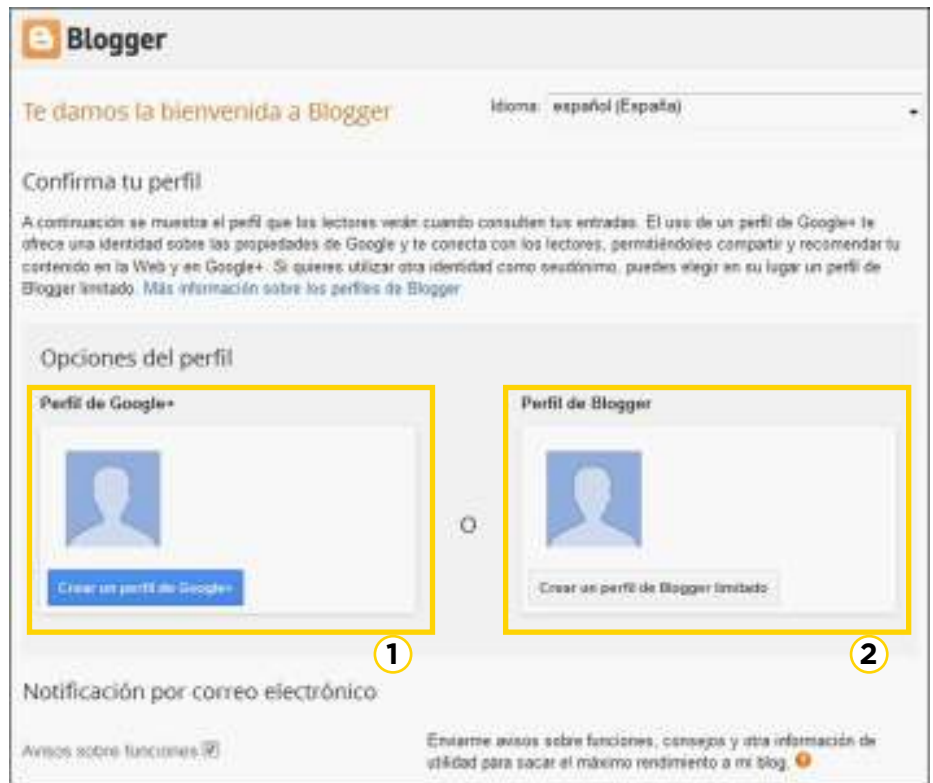 Blogger
Te damos la bienvenida a Blogger
Idioma español (España)
Confirma tu perfil
A continuación se muestra el perfil que los lectores verán cuando consulten tus entradas. El uso de un perfil de Google+ te
ofrece una identidad sobre las propiedades de Google y te conecta con los lectores, permitiéndoles compartir y recomendar tu
contenido en la Web y en Google+. Si quieres utilizar otra identidad como seudónimo, puedes elegir en su lugar un perfil de
Blogger limitado. Más información sobre los perfiles de Blogger
Opciones del perfil
Perfil de Google+
Crear un perfil de Google+
1
O
Perfil de Blogger
Crear un perfil de Blogger limitado
2
Notificación por correo electrónico
Avisos sobre funciones
Enviarme avisos sobre funciones, consejos y otra información de
utilidad para sacar el máximo rendimiento a mi blog.